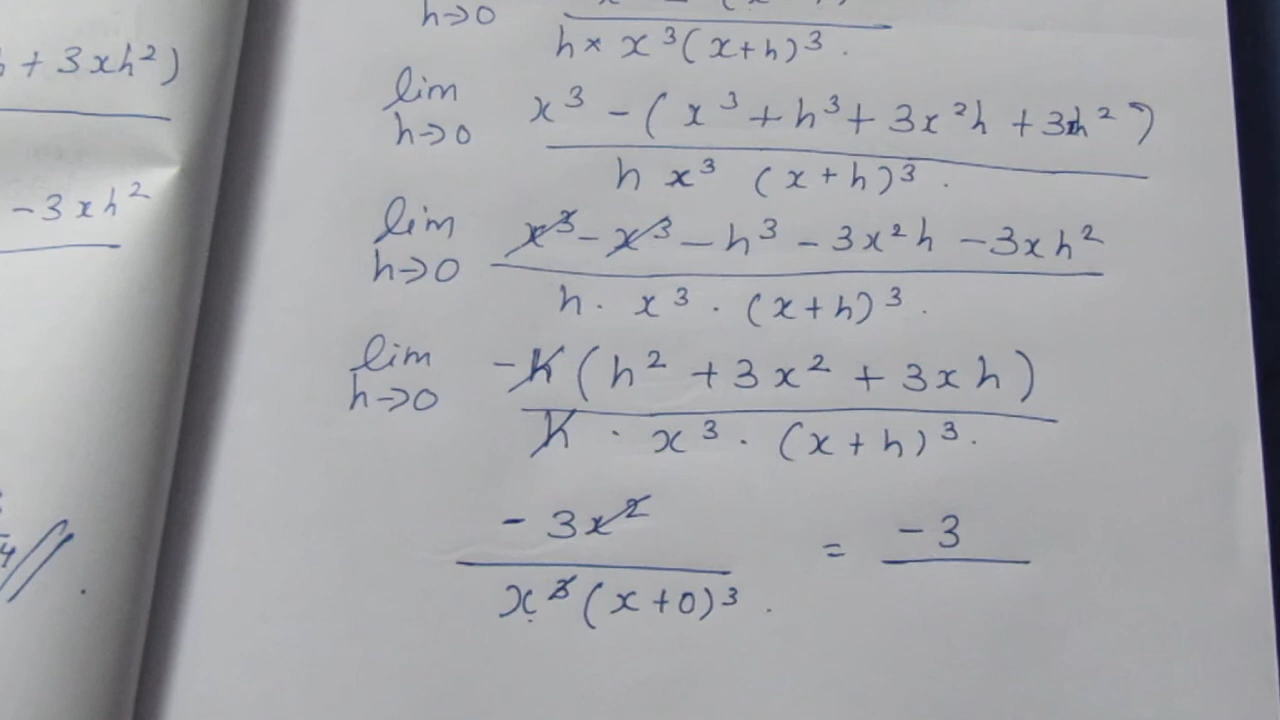 + 3xh²)
- 3xh²
lim h→0
h × x³(x+h)³.
lim h→0 x³ - (x³ + h³ + 3x²h + 3xh²)
h x³ (x+h)³.
lim h→0 x³ - x³ - h³ - 3x²h - 3xh²
h · x³ · (x+h)³.
lim h→0 -h(h² + 3x² + 3xh)
h · x³ · (x+h)³.
-3x² = -3
x³(x+0)³.